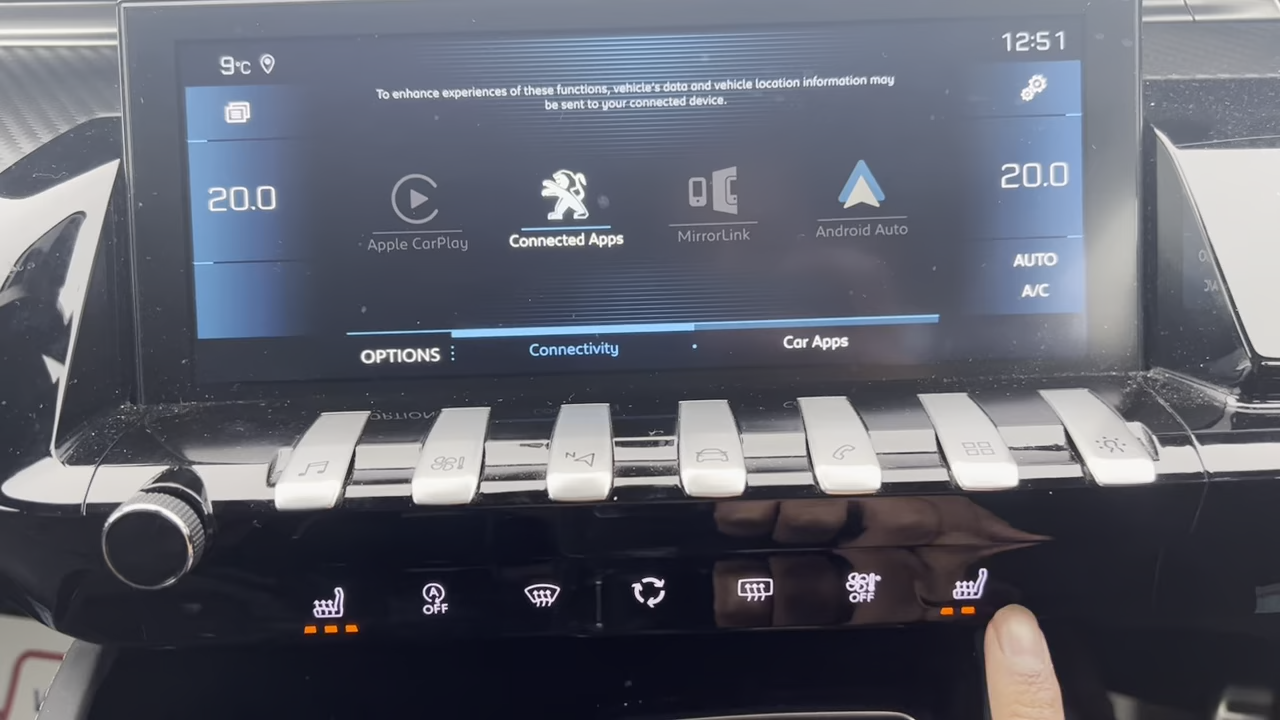 9°C
12:51
To enhance experiences of these functions, vehicle's data and vehicle location information may
be sent to your connected device.
20.0
20.0
Apple CarPlay
Connected Apps
MirrorLink
Android Auto
AUTO
A/C
OPTIONS
Connectivity
Car Apps
N
A
OFF
OFF